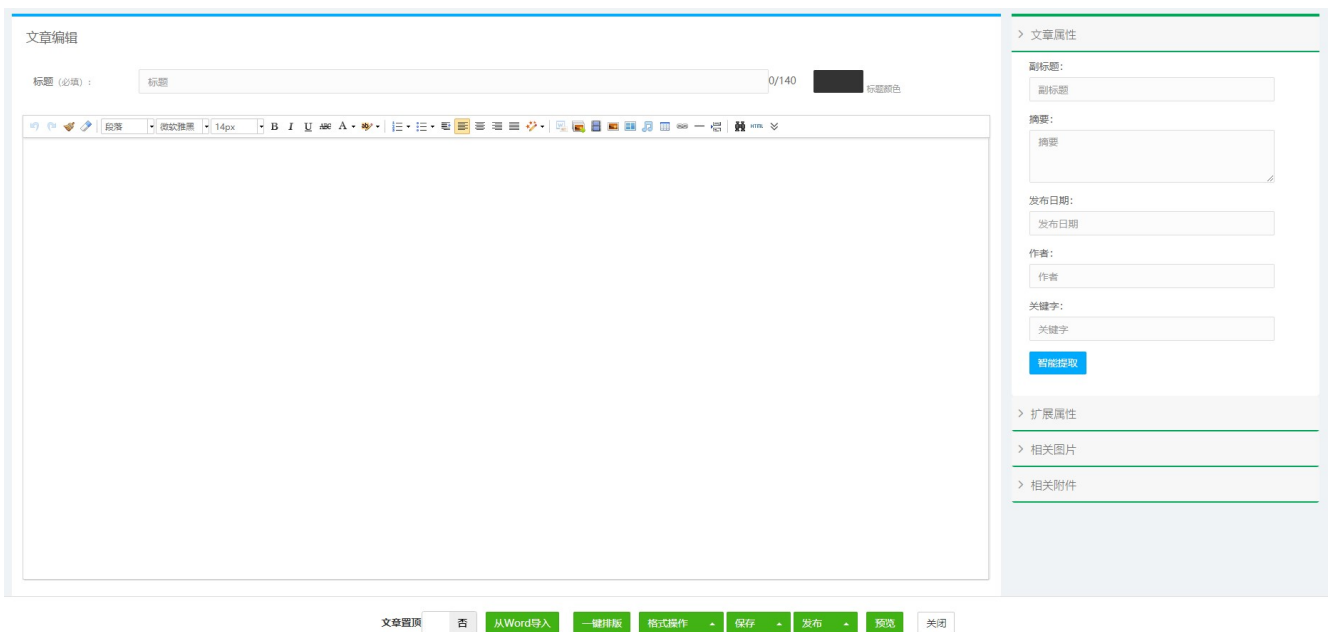 文章编辑
标题（必填）：
标题
0/140
标题颜色
段落 微软雅黑 14px B I U ABC A HTML
文章属性
副标题：
副标题
摘要：
摘要
发布日期：
发布日期
作者：
作者
关键字：
关键字
智能提取
扩展属性
相关图片
相关附件
文章置顶 否 从Word导入 一键排版 格式操作 保存 发布 预览 关闭